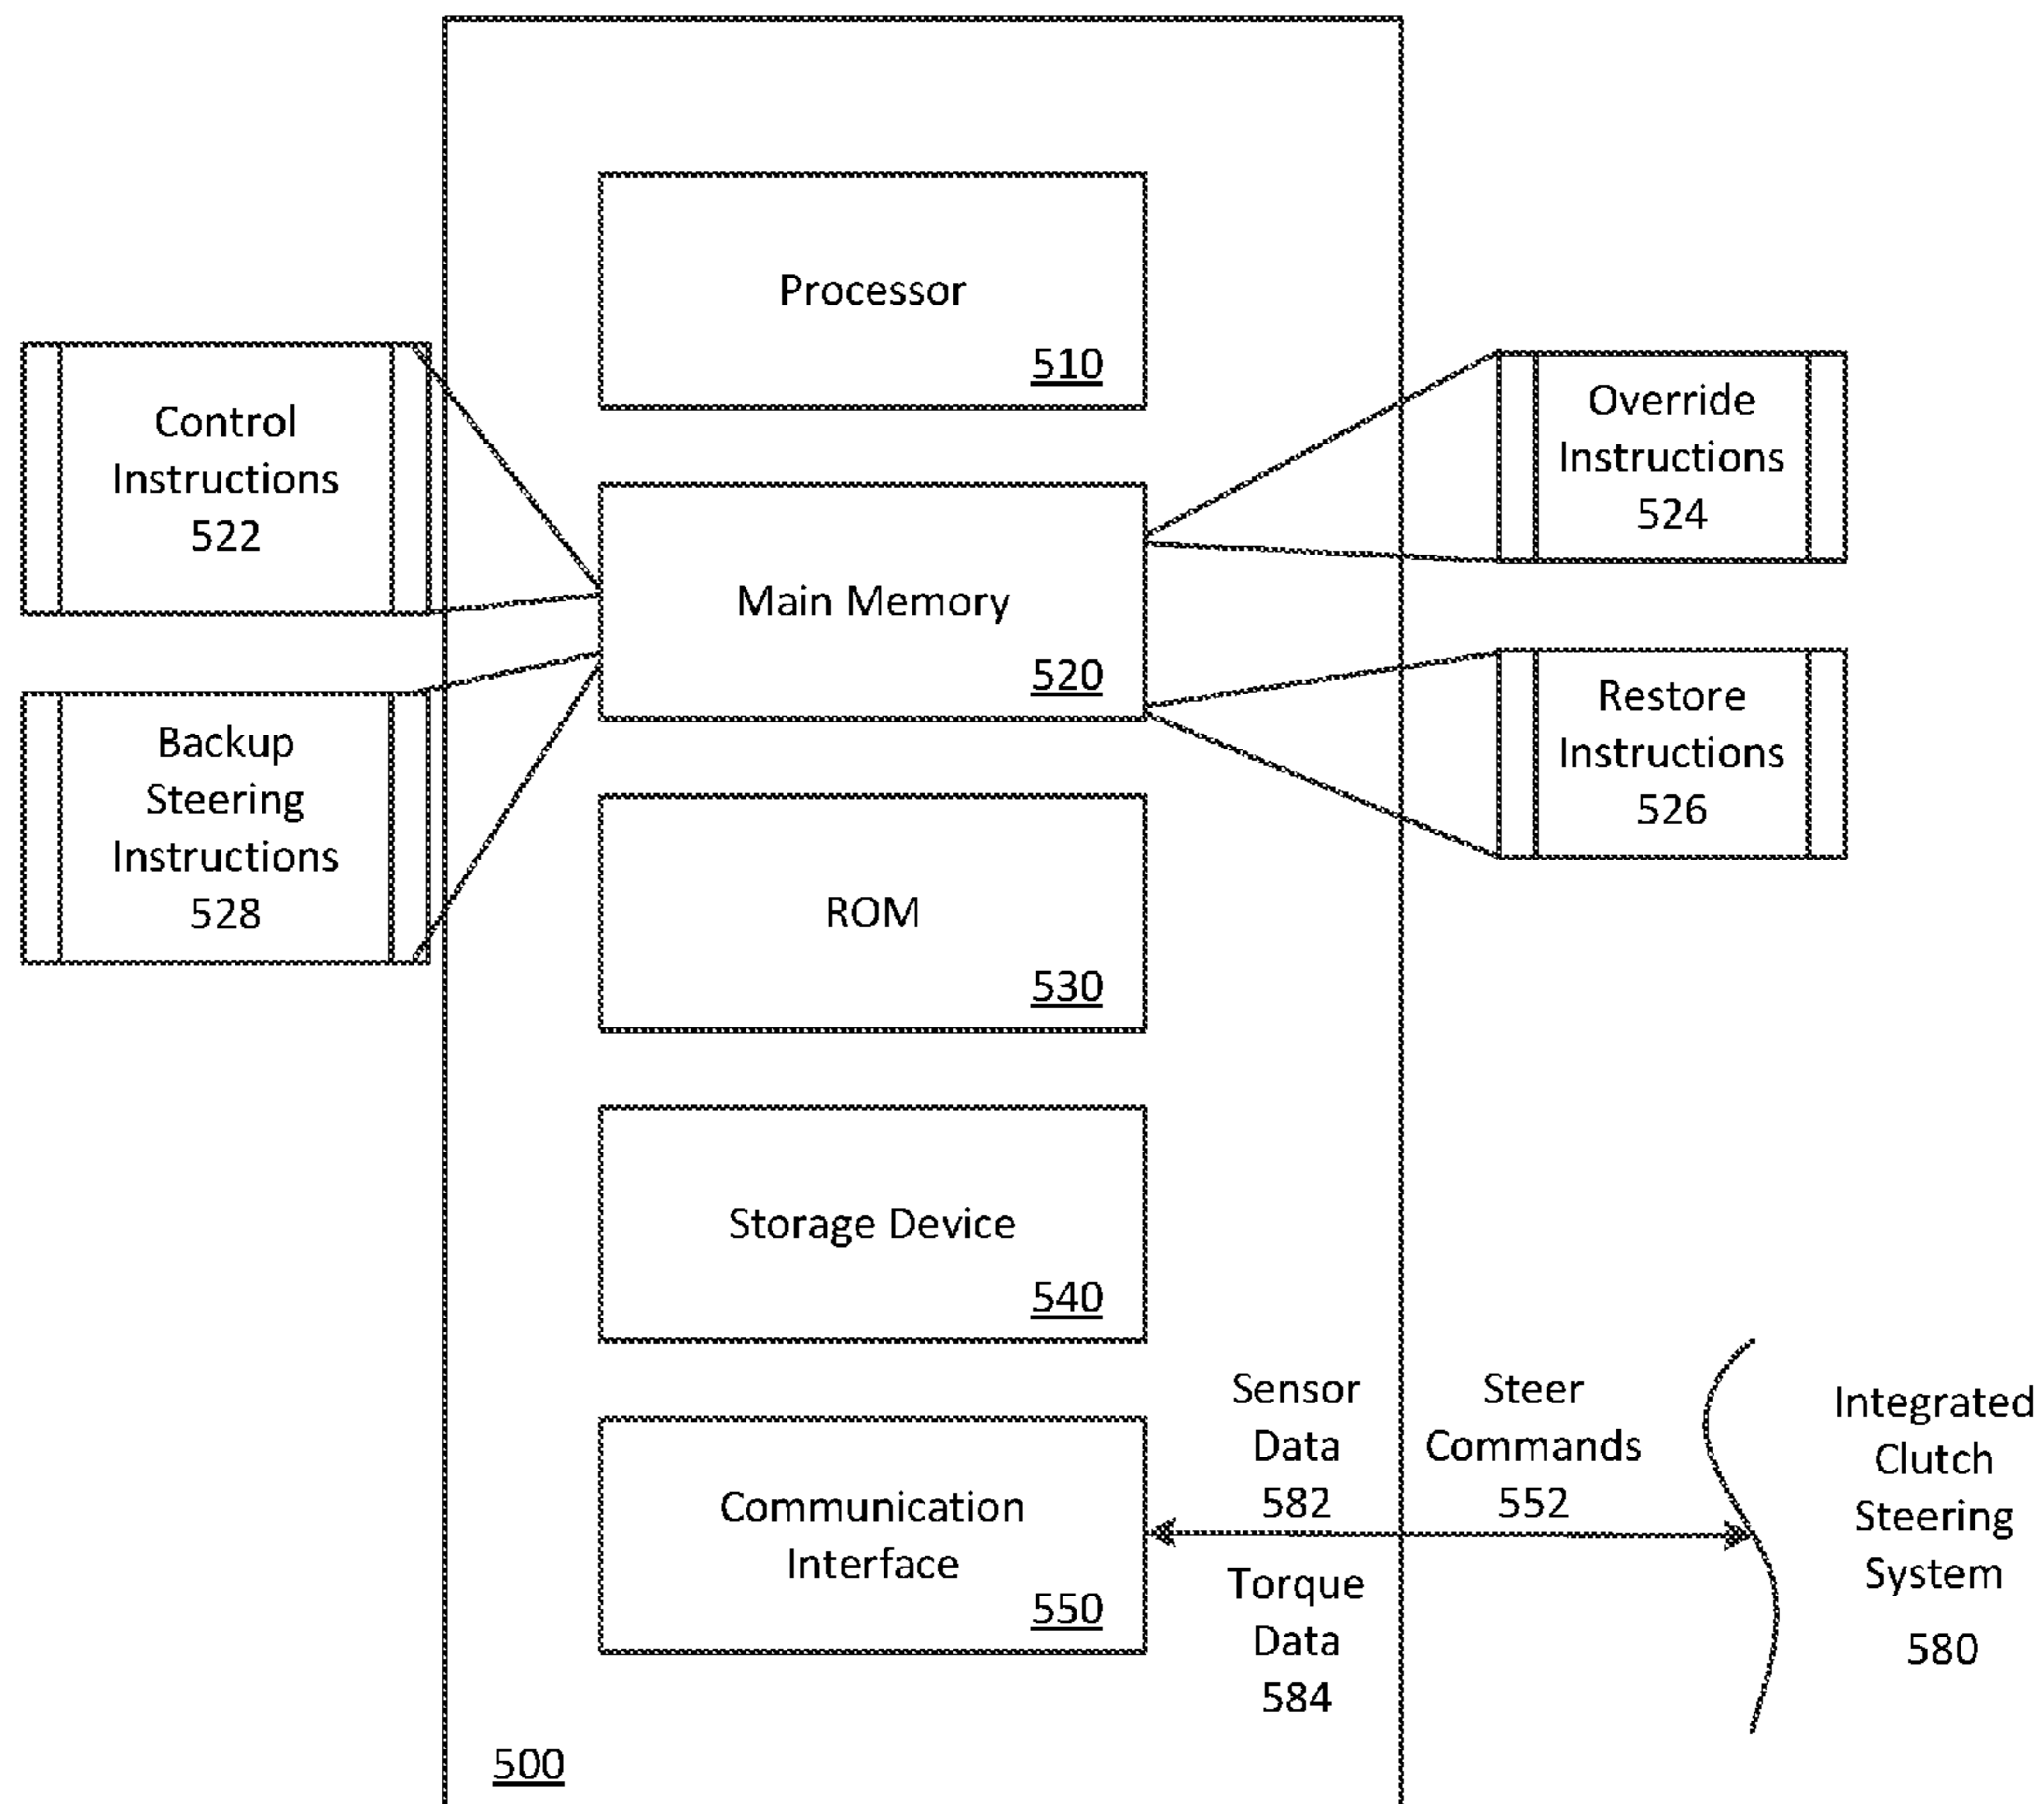 Processor
510
Control
Instructions
522
Override
Instructions
524
Main Memory
520
Backup
Steering
Instructions
528
Restore
Instructions
526
ROM
530
Storage Device
540
Communication
Interface
550
Sensor
Data
582
Torque
Data
584
Steer
Commands
552
Integrated
Clutch
Steering
System
580
500